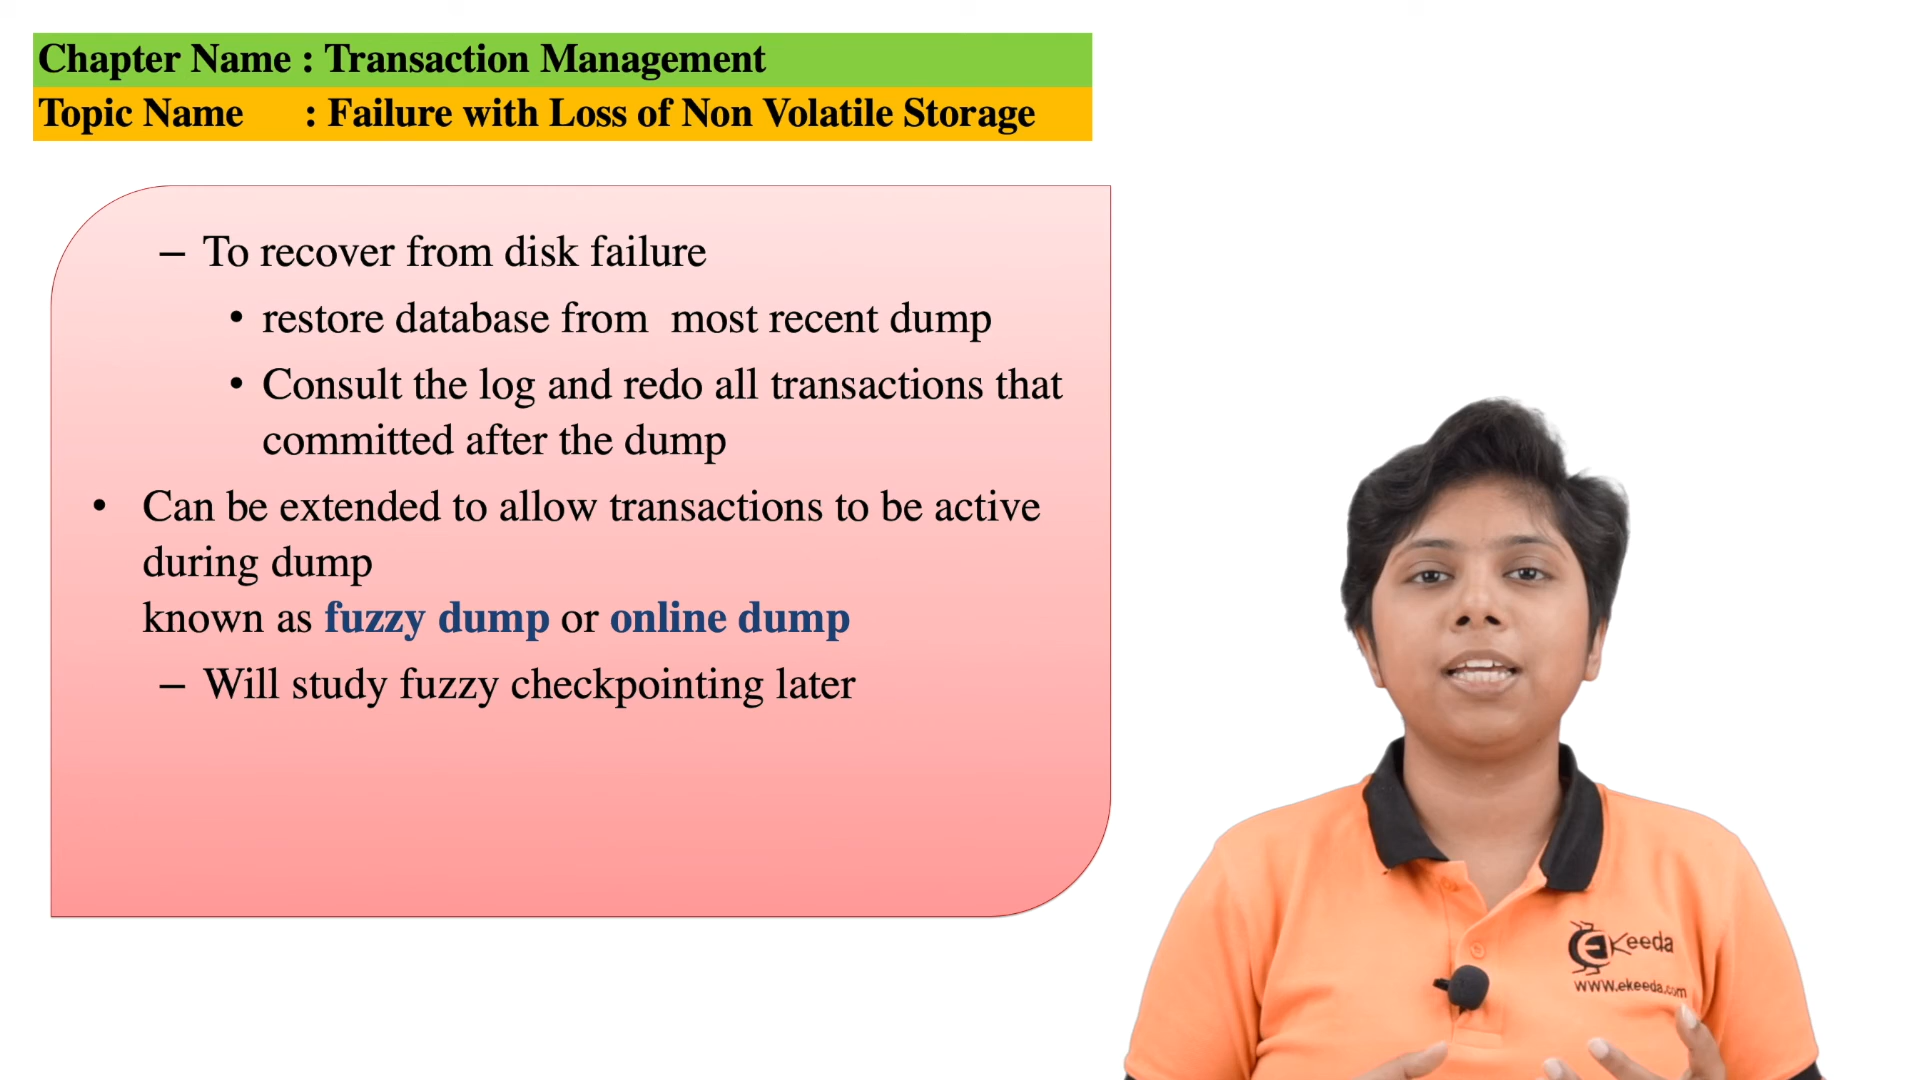 Chapter Name : Transaction Management
Topic Name : Failure with Loss of Non Volatile Storage
– To recover from disk failure
• restore database from most recent dump
• Consult the log and redo all transactions that
committed after the dump
• Can be extended to allow transactions to be active
during dump
known as fuzzy dump or online dump
– Will study fuzzy checkpointing later
eKeeda
www.ekeeda.com